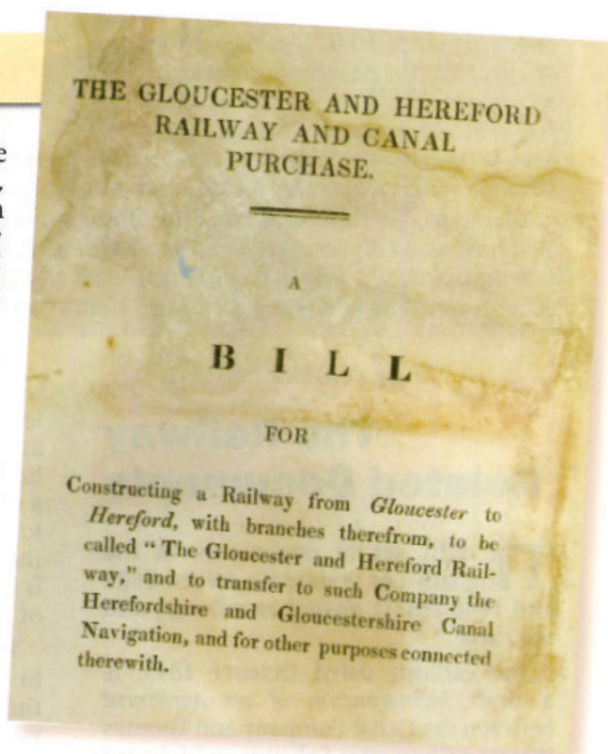 THE GLOUCESTER AND HEREFORD
RAILWAY AND CANAL
PURCHASE.
A
BILL
FOR
Constructing a Railway from Gloucester to
Hereford, with branches therefrom, to be
called “ The Gloucester and Hereford Rail-
way,” and to transfer to such Company the
Herefordshire and Gloucestershire Canal
Navigation, and for other purposes connected
therewith.